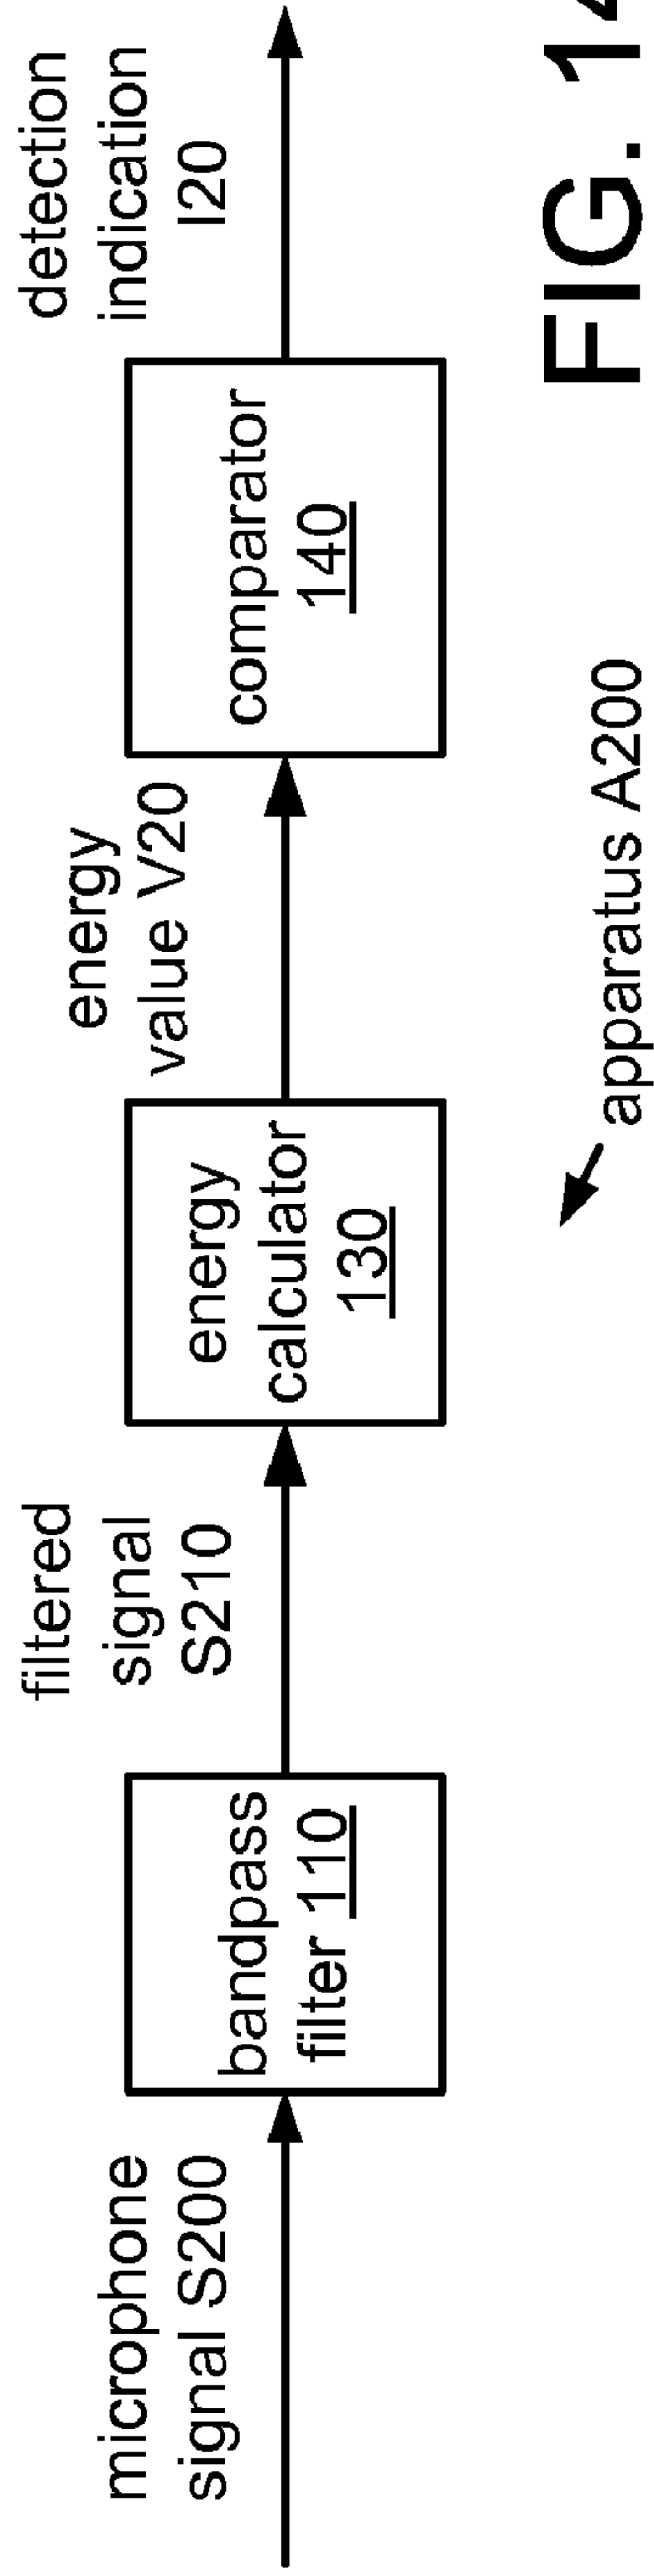 microphone
signal S200
bandpass
filter 110
filtered
signal
S210
energy
calculator
130
energy
value V20
comparator
140
detection
indication
I20
apparatus A200
FIG. 14